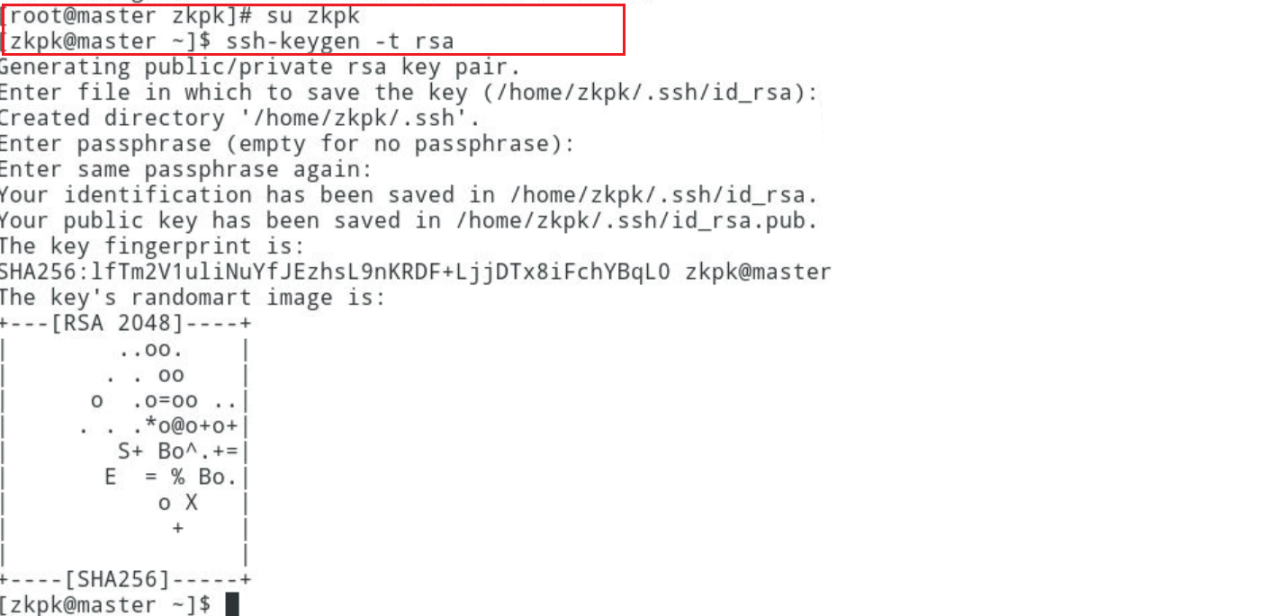 [root@master zkpk]# su zkpk
[zkpk@master ~]$ ssh-keygen -t rsa
Generating public/private rsa key pair.
Enter file in which to save the key (/home/zkpk/.ssh/id_rsa):
Created directory '/home/zkpk/.ssh'.
Enter passphrase (empty for no passphrase):
Enter same passphrase again:
Your identification has been saved in /home/zkpk/.ssh/id_rsa.
Your public key has been saved in /home/zkpk/.ssh/id_rsa.pub.
The key fingerprint is:
SHA256:lfTm2V1uliNuYfJEzhsL9nKRDF+LjjDTx8iFchYBqL0 zkpk@master
The key's randomart image is:
+---[RSA 2048]----+
|        ..oo.    |
|       . . oo    |
|      o  .o=oo ..|
|     . . .*o@o+o+|
|        S+ Bo^.+=|
|       E  = % Bo.|
|           o X   |
|            +    |
|                 |
+----[SHA256]-----+
[zkpk@master ~]$